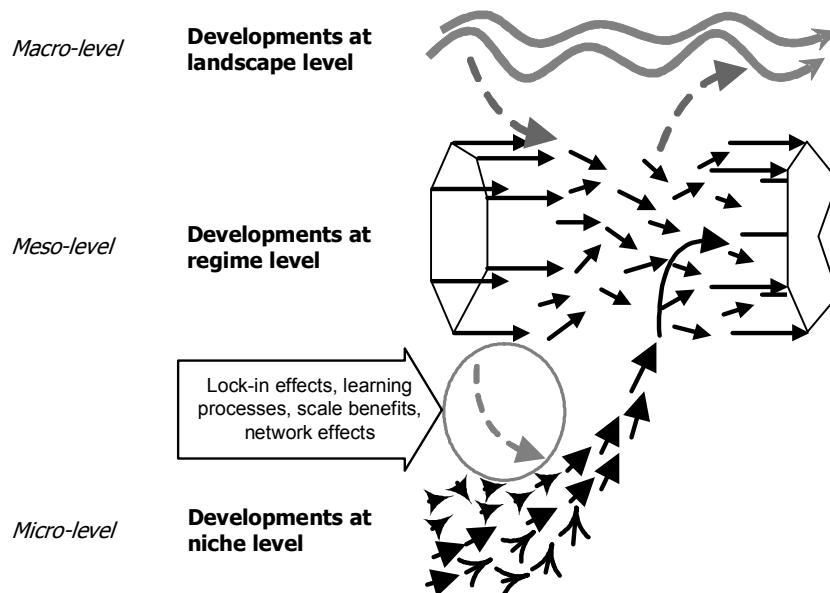 Macro-level
Developments at
landscape level
Meso-level
Developments at
regime level
Lock-in effects, learning
processes, scale benefits,
network effects
Micro-level
Developments at
niche level